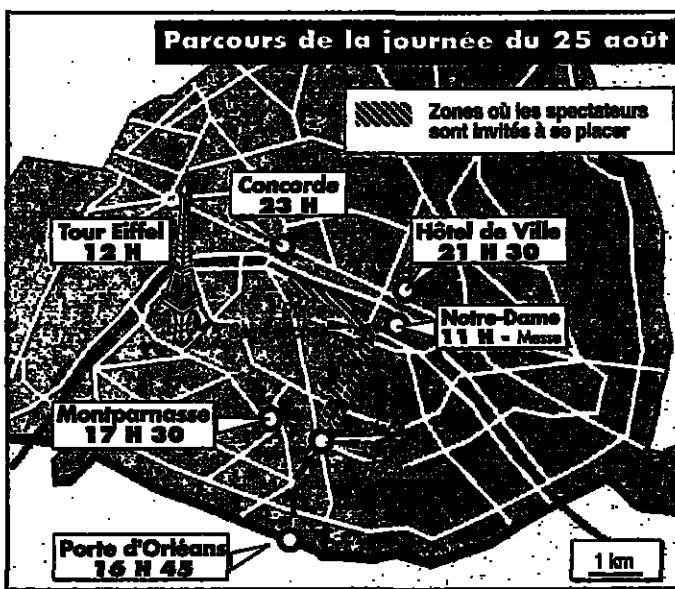 Parcours de la journée du 25 août
Zones où les spectateurs
sont invités à se placer
Concorde
23 H
Tour Eiffel
12 H
Hôtel de Ville
21 H 30
Notre-Dame
11 H - Messe
Montparnasse
17 H 30
Porte d'Orléans
16 H 45
1 km